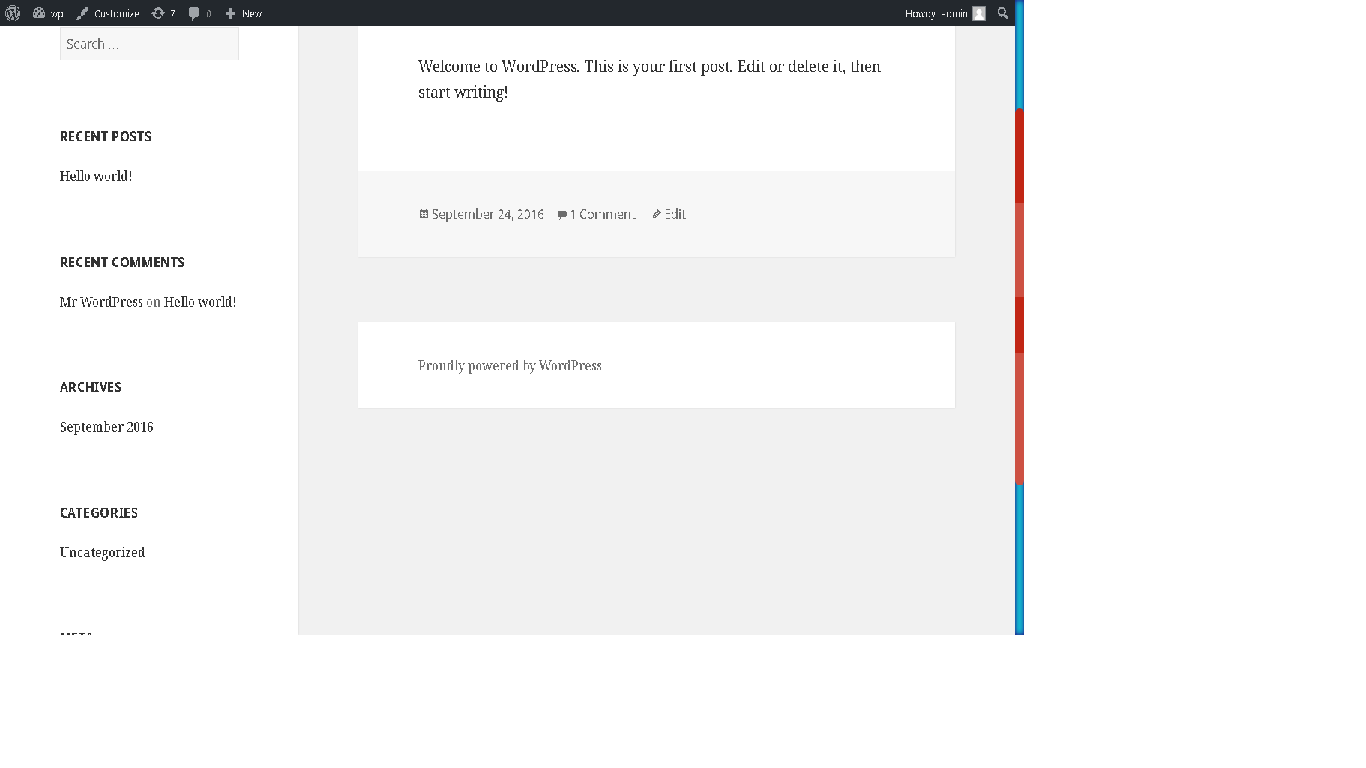 wp Customize 7 0 New Howdy, admin
Search …
Welcome to WordPress. This is your first post. Edit or delete it, then
start writing!
RECENT POSTS
Hello world!
September 24, 2016 1 Comment Edit
RECENT COMMENTS
Mr WordPress on Hello world!
Proudly powered by WordPress
ARCHIVES
September 2016
CATEGORIES
Uncategorized
META